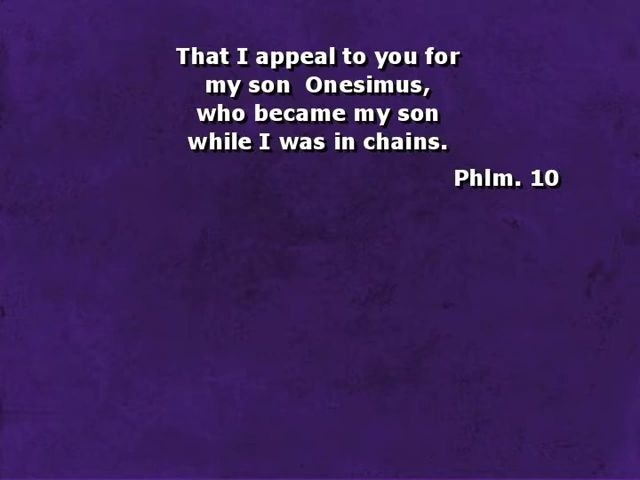 That I appeal to you for
my son  Onesimus,
who became my son
while I was in chains.
Phlm. 10